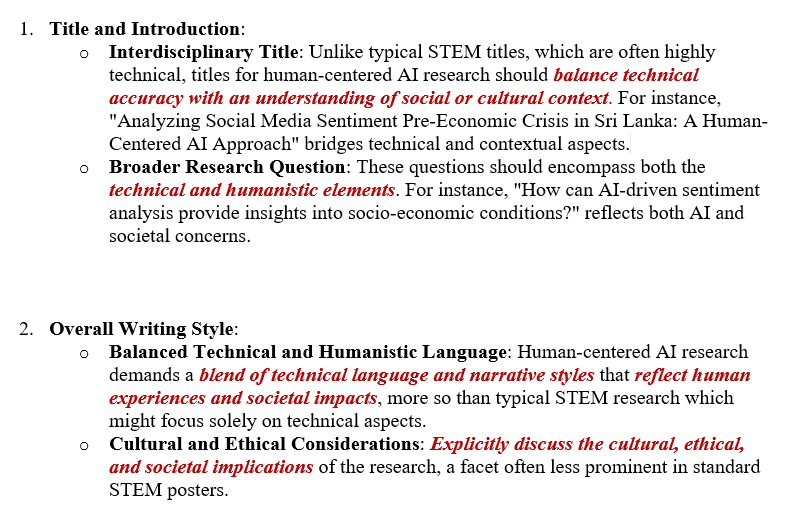 1. Title and Introduction:
o Interdisciplinary Title: Unlike typical STEM titles, which are often highly
technical, titles for human-centered AI research should balance technical
accuracy with an understanding of social or cultural context. For instance,
"Analyzing Social Media Sentiment Pre-Economic Crisis in Sri Lanka: A Human-
Centered AI Approach" bridges technical and contextual aspects.
o Broader Research Question: These questions should encompass both the
technical and humanistic elements. For instance, "How can AI-driven sentiment
analysis provide insights into socio-economic conditions?" reflects both AI and
societal concerns.
2. Overall Writing Style:
o Balanced Technical and Humanistic Language: Human-centered AI research
demands a blend of technical language and narrative styles that reflect human
experiences and societal impacts, more so than typical STEM research which
might focus solely on technical aspects.
o Cultural and Ethical Considerations: Explicitly discuss the cultural, ethical,
and societal implications of the research, a facet often less prominent in standard
STEM posters.